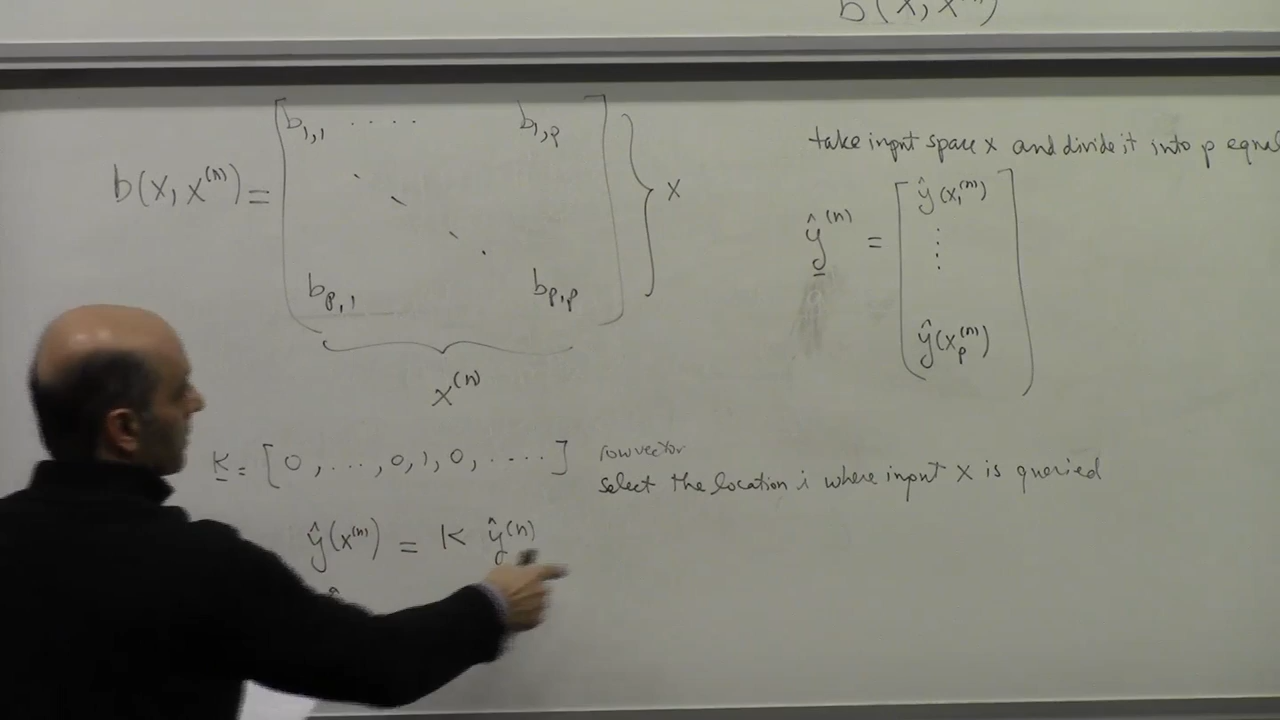 b(x, x^(n))
b(x, x^(n)) = [ b_1,1 ..... b_1,p
b_p,1 b_p,p ] } x
x^(n)
take input space x and divide it into p equal
ŷ^(n) = [ ŷ(x_1^(n))
⋮
ŷ(x_p^(n)) ]
K = [ 0, ..., 0, 1, 0, ..... ] row vector
select the location i where input x is queried
ŷ(x^(n)) = K ŷ^(n)